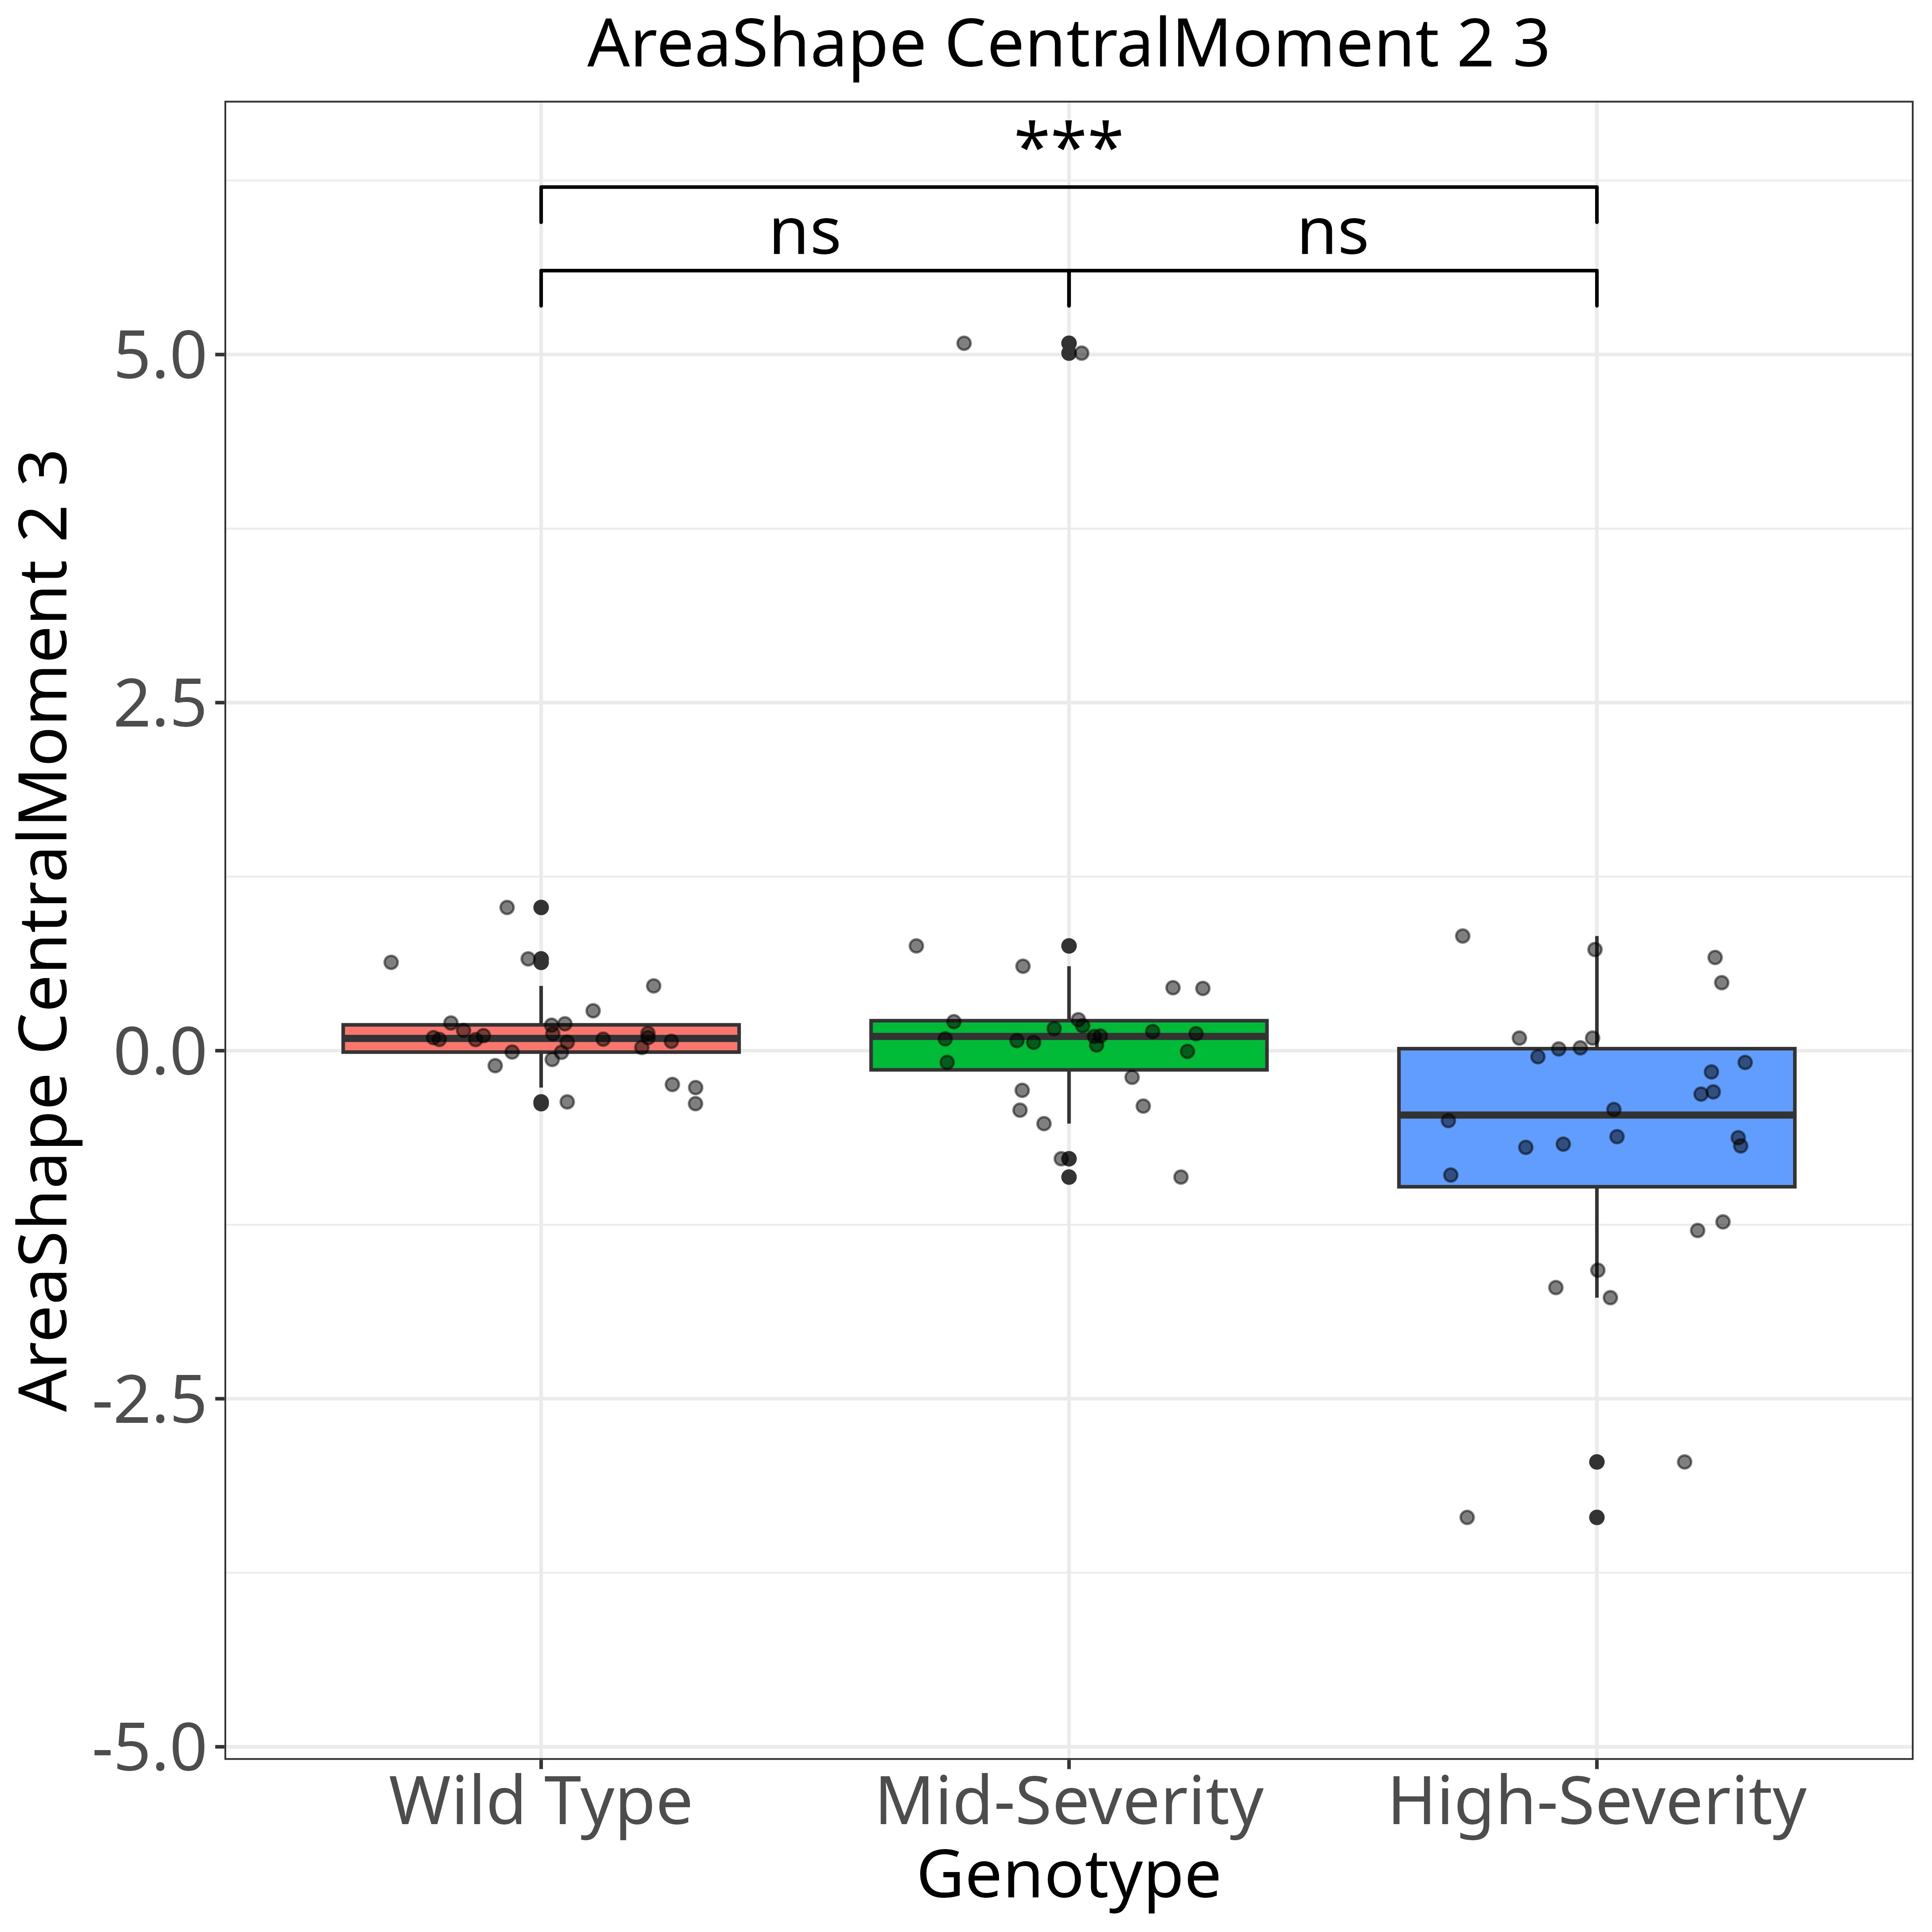 AreaShape CentralMoment 2 3
***
ns ns
5.0
2.5
0.0
-2.5
-5.0
AreaShape CentralMoment 2 3
Wild Type Mid-Severity High-Severity
Genotype